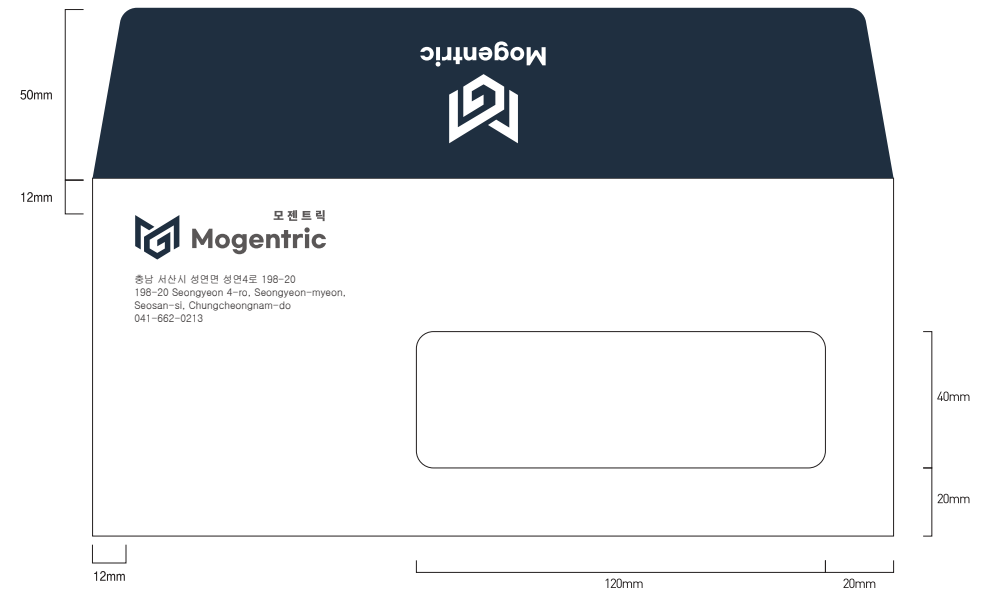 Mogentric
50mm
12mm
모젠트릭
Mogentric
충남 서산시 성연면 성연4로 198-20
198-20 Seongyeon 4-ro, Seongyeon-myeon,
Seosan-si, Chungcheongnam-do
041-662-0213
40mm
20mm
12mm
120mm
20mm